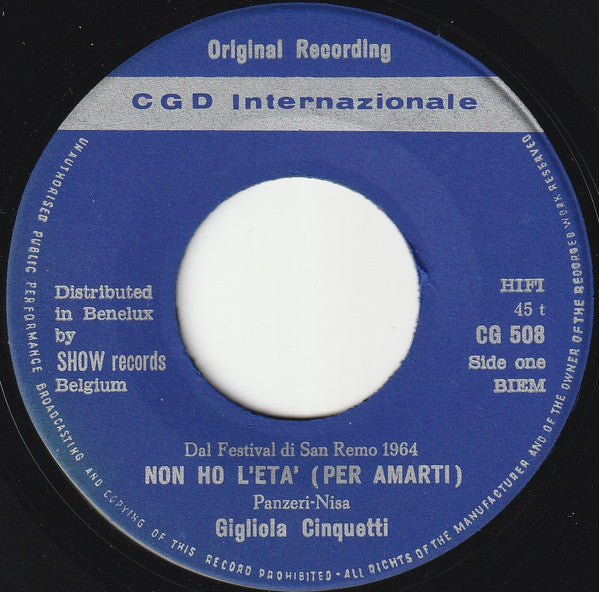 Original Recording
CGD Internazionale
Distributed
in Benelux
by
SHOW records
Belgium
HIFI
45 t
CG 508
Side one
BIEM
Dal Festival di San Remo 1964
NON HO L'ETA' (PER AMARTI)
Panzeri-Nisa
Gigliola Cinquetti
UNAUTHORISED PUBLIC PERFORMANCE BROADCASTING AND COPYING OF THIS RECORD PROHIBITED - ALL RIGHTS OF THE MANUFACTURER AND OF THE OWNER OF THE RECORDED WORK RESERVED